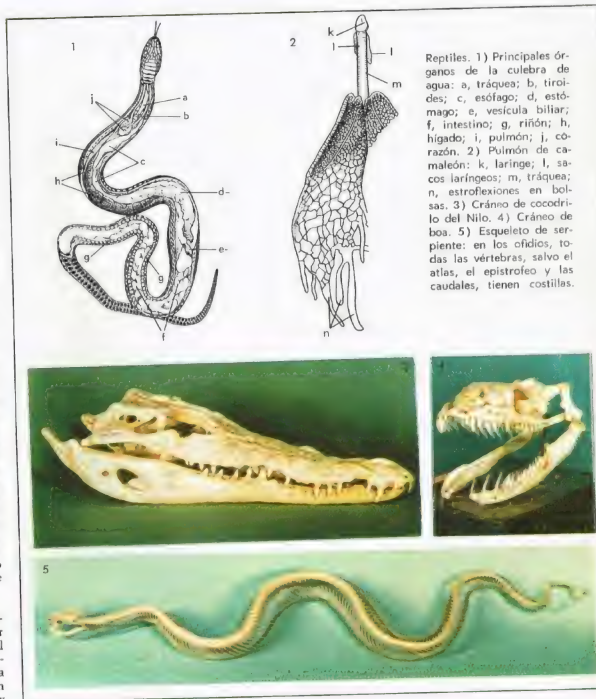 1
2
Reptiles. 1) Principales ór-
ganos de la culebra de
agua: a, tráquea; b, tiroi-
des; c, esófago; d, estó-
mago; e, vesícula biliar;
f, intestino; g, riñón; h,
hígado; i, pulmón; j, co-
razón. 2) Pulmón de ca-
maleón: k, laringe; l, sa-
cos laríngeos; m, tráquea;
n, estroflexiones en bol-
sas. 3) Cráneo de cocodri-
lo del Nilo. 4) Cráneo de
boa. 5) Esqueleto de ser-
piente: en los ofidios, to-
das las vértebras, salvo el
atlas, el epistrofeo y las
caudales, tienen costillas.
j
a
b
i
c
h
d
e
g
g
f
k
l
l
m
n
3
4
5